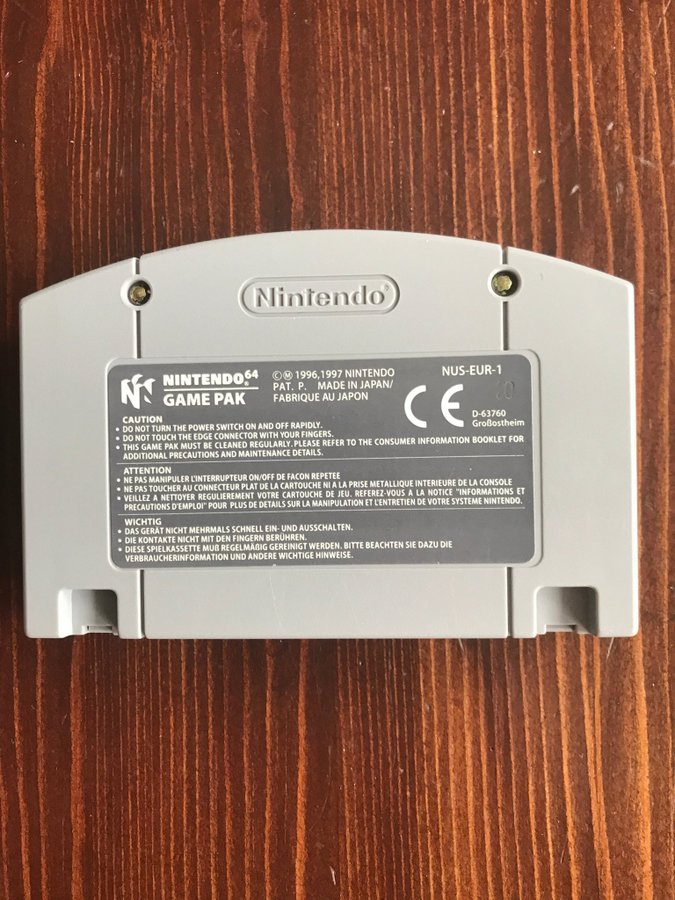 Nintendo®
NINTENDO⁶⁴
GAME PAK
©Ⓜ 1996,1997 NINTENDO
PAT. P. MADE IN JAPAN/
FABRIQUE AU JAPON
NUS-EUR-1
10
CE
D-63760
Großostheim
CAUTION
• DO NOT TURN THE POWER SWITCH ON AND OFF RAPIDLY.
• DO NOT TOUCH THE EDGE CONNECTOR WITH YOUR FINGERS.
• THIS GAME PAK MUST BE CLEANED REGULARLY. PLEASE REFER TO THE CONSUMER INFORMATION BOOKLET FOR
ADDITIONAL PRECAUTIONS AND MAINTENANCE DETAILS.
ATTENTION
• NE PAS MANIPULER L'INTERRUPTEUR ON/OFF DE FACON REPETEE
• NE PAS TOUCHER AU CONNECTEUR PLAT DE LA CARTOUCHE NI A LA PRISE METALLIQUE INTERIEURE DE LA CONSOLE
• VEILLEZ A NETTOYER REGULIEREMENT VOTRE CARTOUCHE DE JEU. REFEREZ-VOUS A LA NOTICE "INFORMATIONS ET
PRECAUTIONS D'EMPLOI" POUR PLUS DE DETAILS SUR LA MANIPULATION ET L'ENTRETIEN DE VOTRE SYSTEME NINTENDO.
WICHTIG
• DAS GERÄT NICHT MEHRMALS SCHNELL EIN- UND AUSSCHALTEN.
• DIE KONTAKTE NICHT MIT DEN FINGERN BERÜHREN.
• DIESE SPIELKASSETTE MUß REGELMÄßIG GEREINIGT WERDEN. BITTE BEACHTEN SIE DAZU DIE
VERBRAUCHERINFORMATION UND ANDERE WICHTIGE HINWEISE.